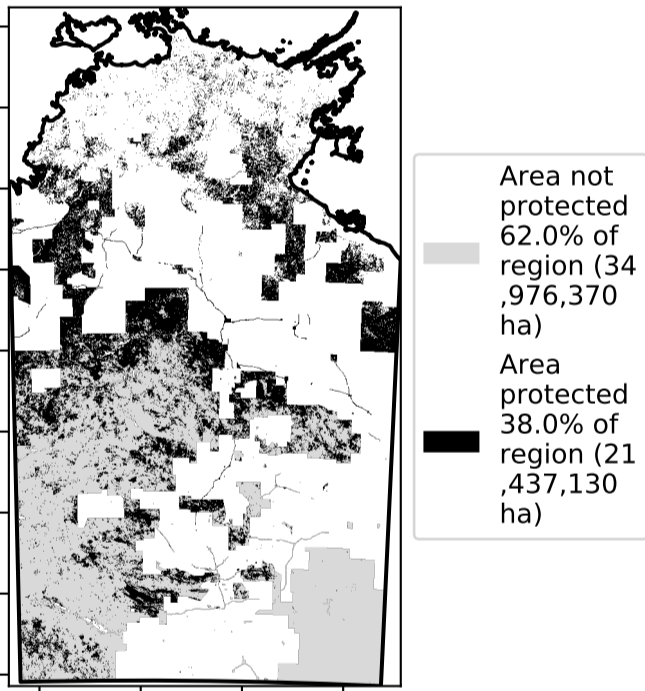 Area not
protected
62.0% of
region (34
,976,370
ha)
Area
protected
38.0% of
region (21
,437,130
ha)